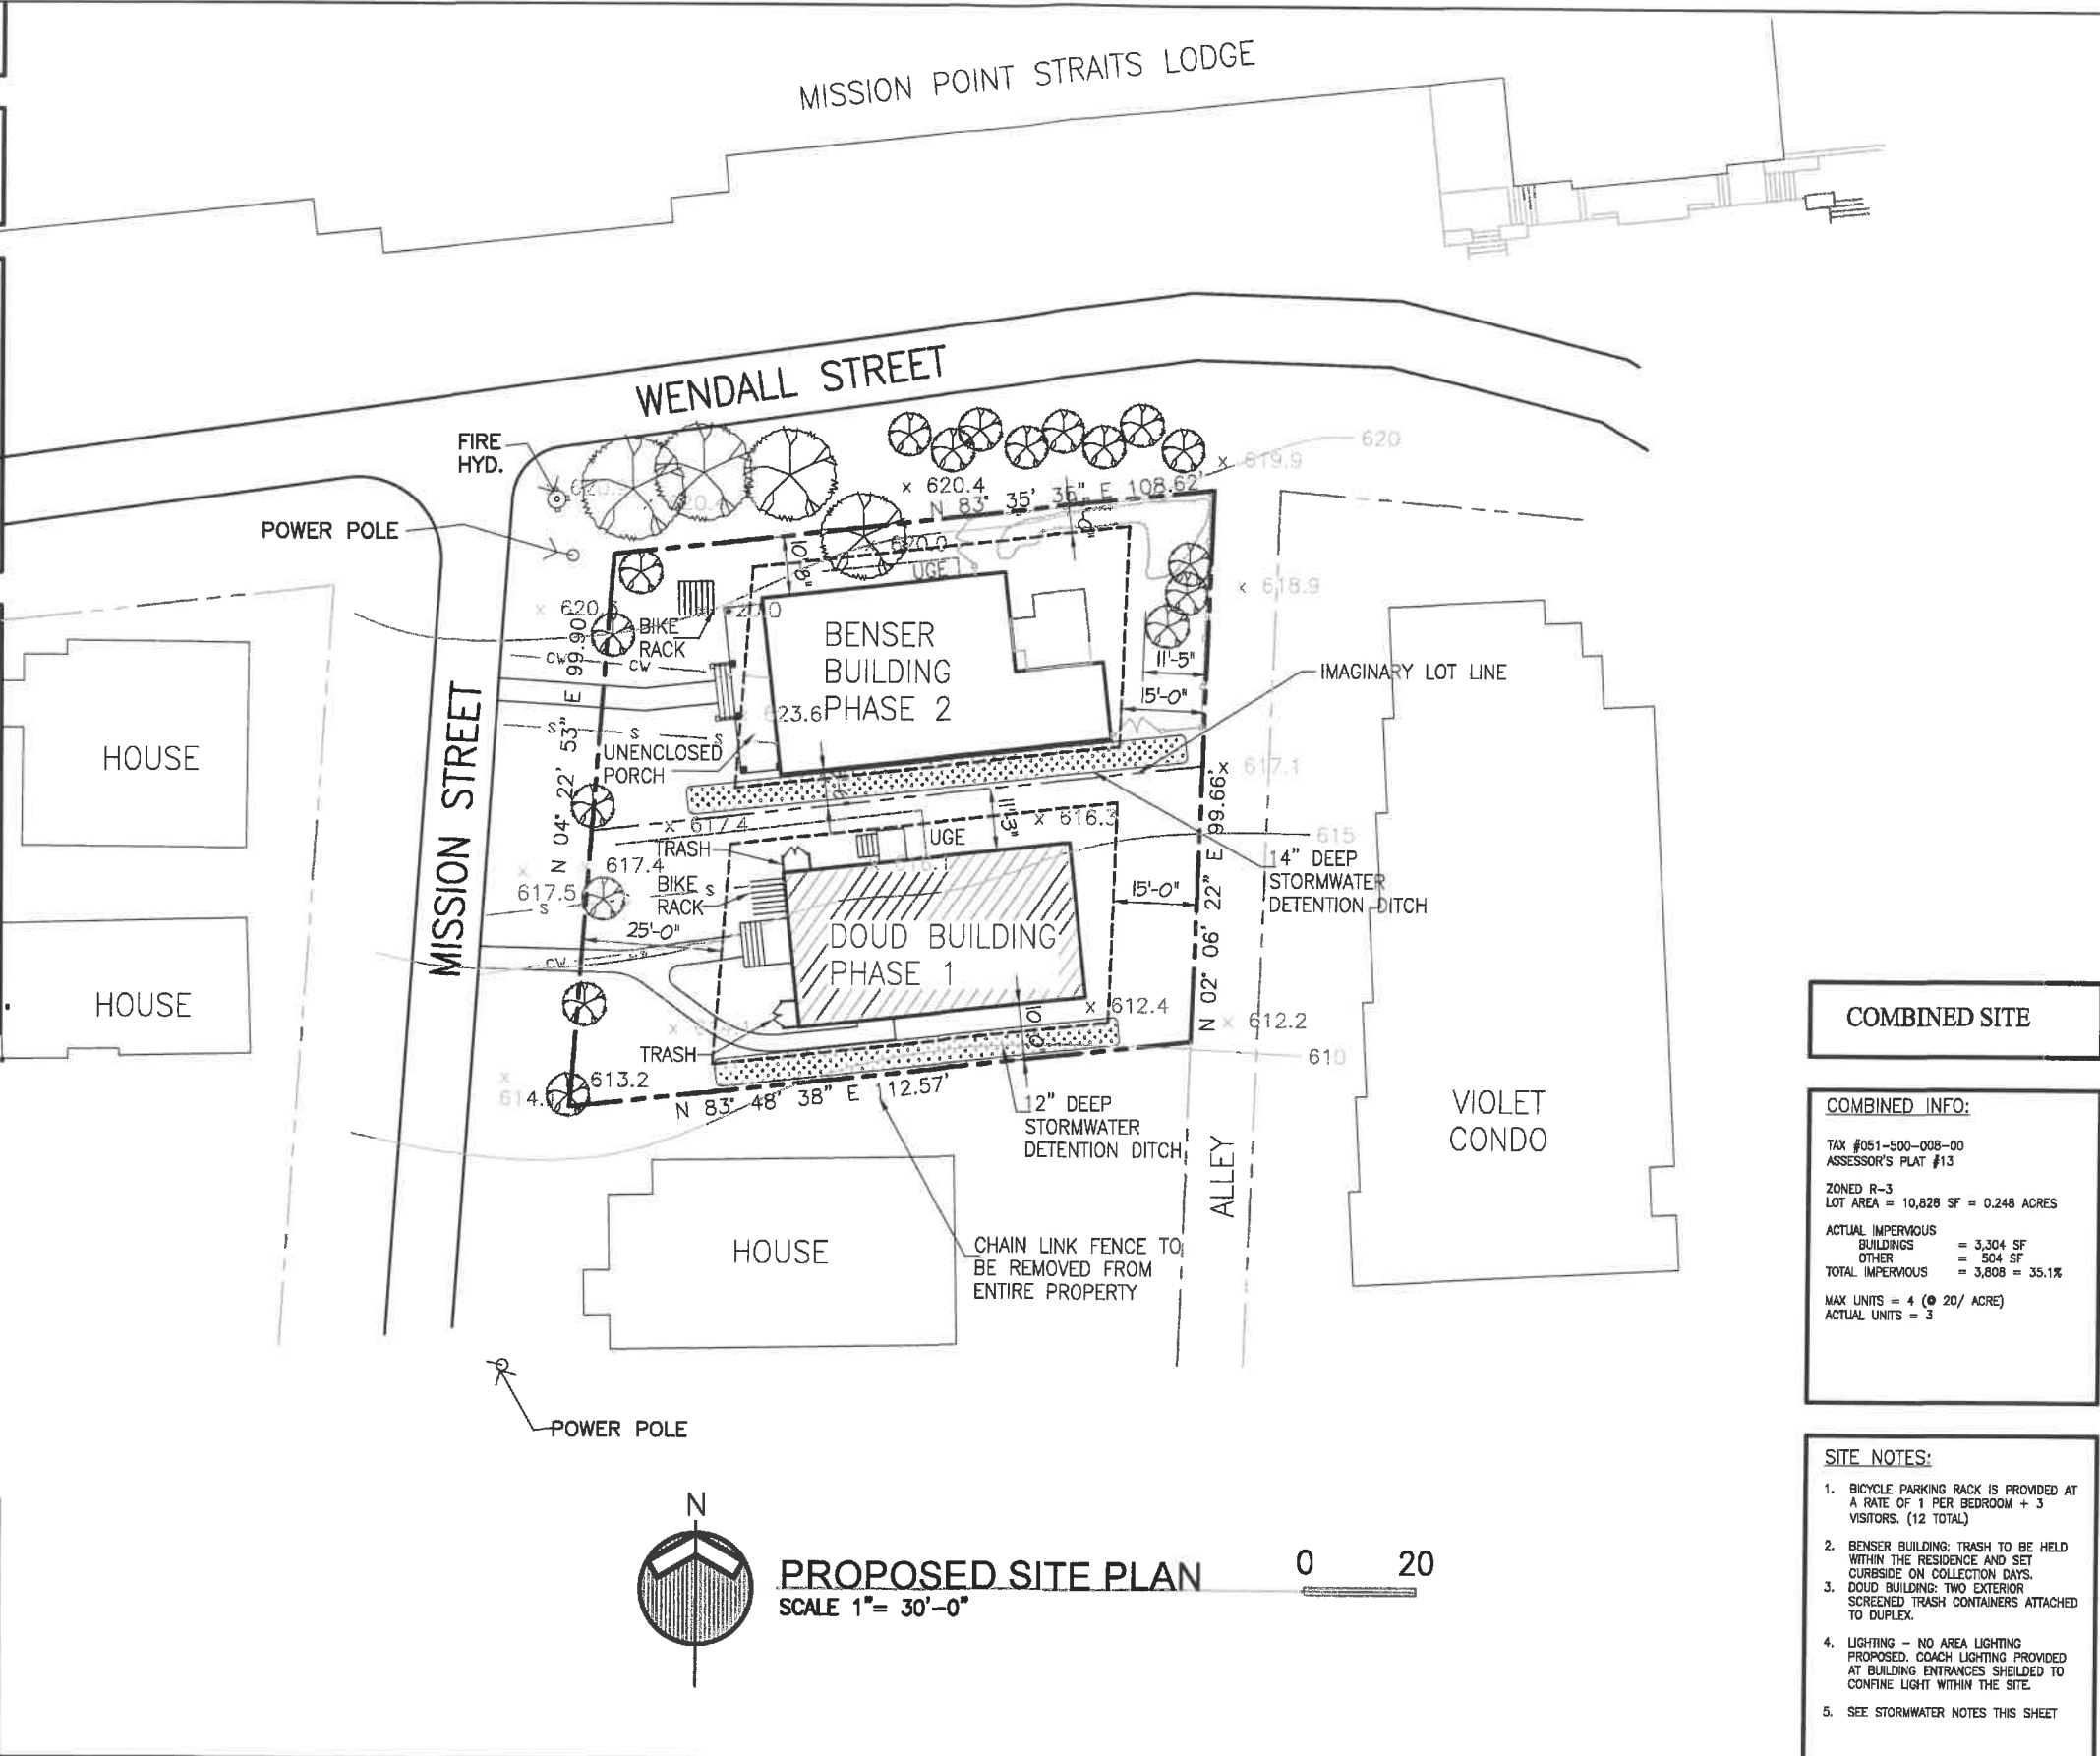 MISSION POINT STRAITS LODGE
WENDALL STREET
FIRE
HYD.
POWER POLE
620
619.9
x 620.4
N 83° 35' 35" E 108.62'
10'-8"
UGE
x 618.9
BIKE
RACK
CW
CW
BENSER
BUILDING
PHASE 2
11'-5"
15'-0"
IMAGINARY LOT LINE
MISSION STREET
HOUSE
S
S
S
UNENCLOSED
PORCH
N 04° 22' 53" E 99.90'
617.1
x 617.4
x 616.3
11'-3"
UGE
615
TRASH
617.4
617.5
S
BIKE
RACK
S
14" DEEP
STORMWATER
DETENTION DITCH
15'-0"
25'-0"
CW
DOUD BUILDING
PHASE 1
N 02° 06' 22" E 99.66'
HOUSE
x 612.4
x 612.2
610
TRASH
613.2
N 83° 48' 38" E 112.57'
12" DEEP
STORMWATER
DETENTION DITCH
ALLEY
VIOLET
CONDO
HOUSE
CHAIN LINK FENCE TO
BE REMOVED FROM
ENTIRE PROPERTY
POWER POLE
N
PROPOSED SITE PLAN
SCALE 1"= 30'-0"
0 20
COMBINED SITE
COMBINED INFO:
TAX #051-500-008-00
ASSESSOR'S PLAT #13
ZONED R-3
LOT AREA = 10,828 SF = 0.248 ACRES
ACTUAL IMPERVIOUS
BUILDINGS = 3,304 SF
OTHER = 504 SF
TOTAL IMPERVIOUS = 3,808 = 35.1%
MAX UNITS = 4 (@ 20/ ACRE)
ACTUAL UNITS = 3
SITE NOTES:
1. BICYCLE PARKING RACK IS PROVIDED AT
A RATE OF 1 PER BEDROOM + 3
VISITORS. (12 TOTAL)
2. BENSER BUILDING: TRASH TO BE HELD
WITHIN THE RESIDENCE AND SET
CURBSIDE ON COLLECTION DAYS.
3. DOUD BUILDING: TWO EXTERIOR
SCREENED TRASH CONTAINERS ATTACHED
TO DUPLEX.
4. LIGHTING - NO AREA LIGHTING
PROPOSED. COACH LIGHTING PROVIDED
AT BUILDING ENTRANCES SHEILDED TO
CONFINE LIGHT WITHIN THE SITE.
5. SEE STORMWATER NOTES THIS SHEET